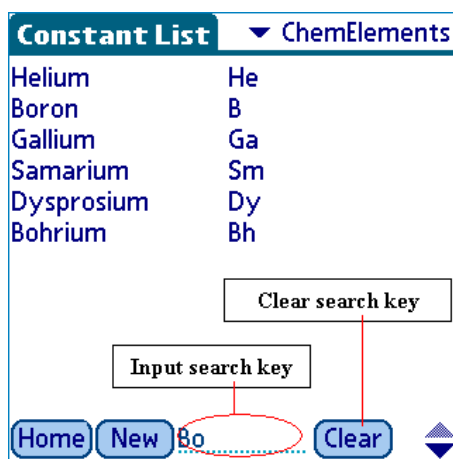 Constant List ChemElements
Helium He
Boron B
Gallium Ga
Samarium Sm
Dysprosium Dy
Bohrium Bh
Clear search key
Input search key
Home New Bo Clear